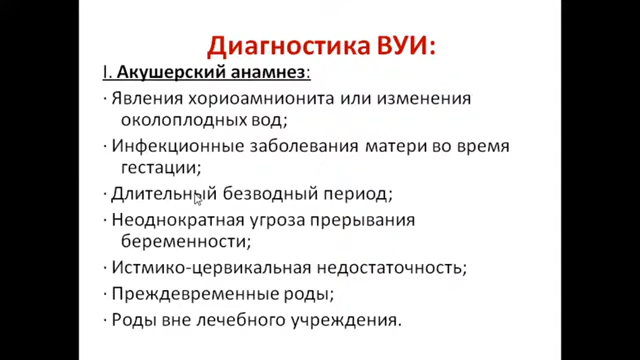 Диагностика ВУИ:
I. Акушерский анамнез:
· Явления хориоамнионита или изменения
околоплодных вод;
· Инфекционные заболевания матери во время
гестации;
· Длительный безводный период;
· Неоднократная угроза прерывания
беременности;
· Истмико-цервикальная недостаточность;
· Преждевременные роды;
· Роды вне лечебного учреждения.